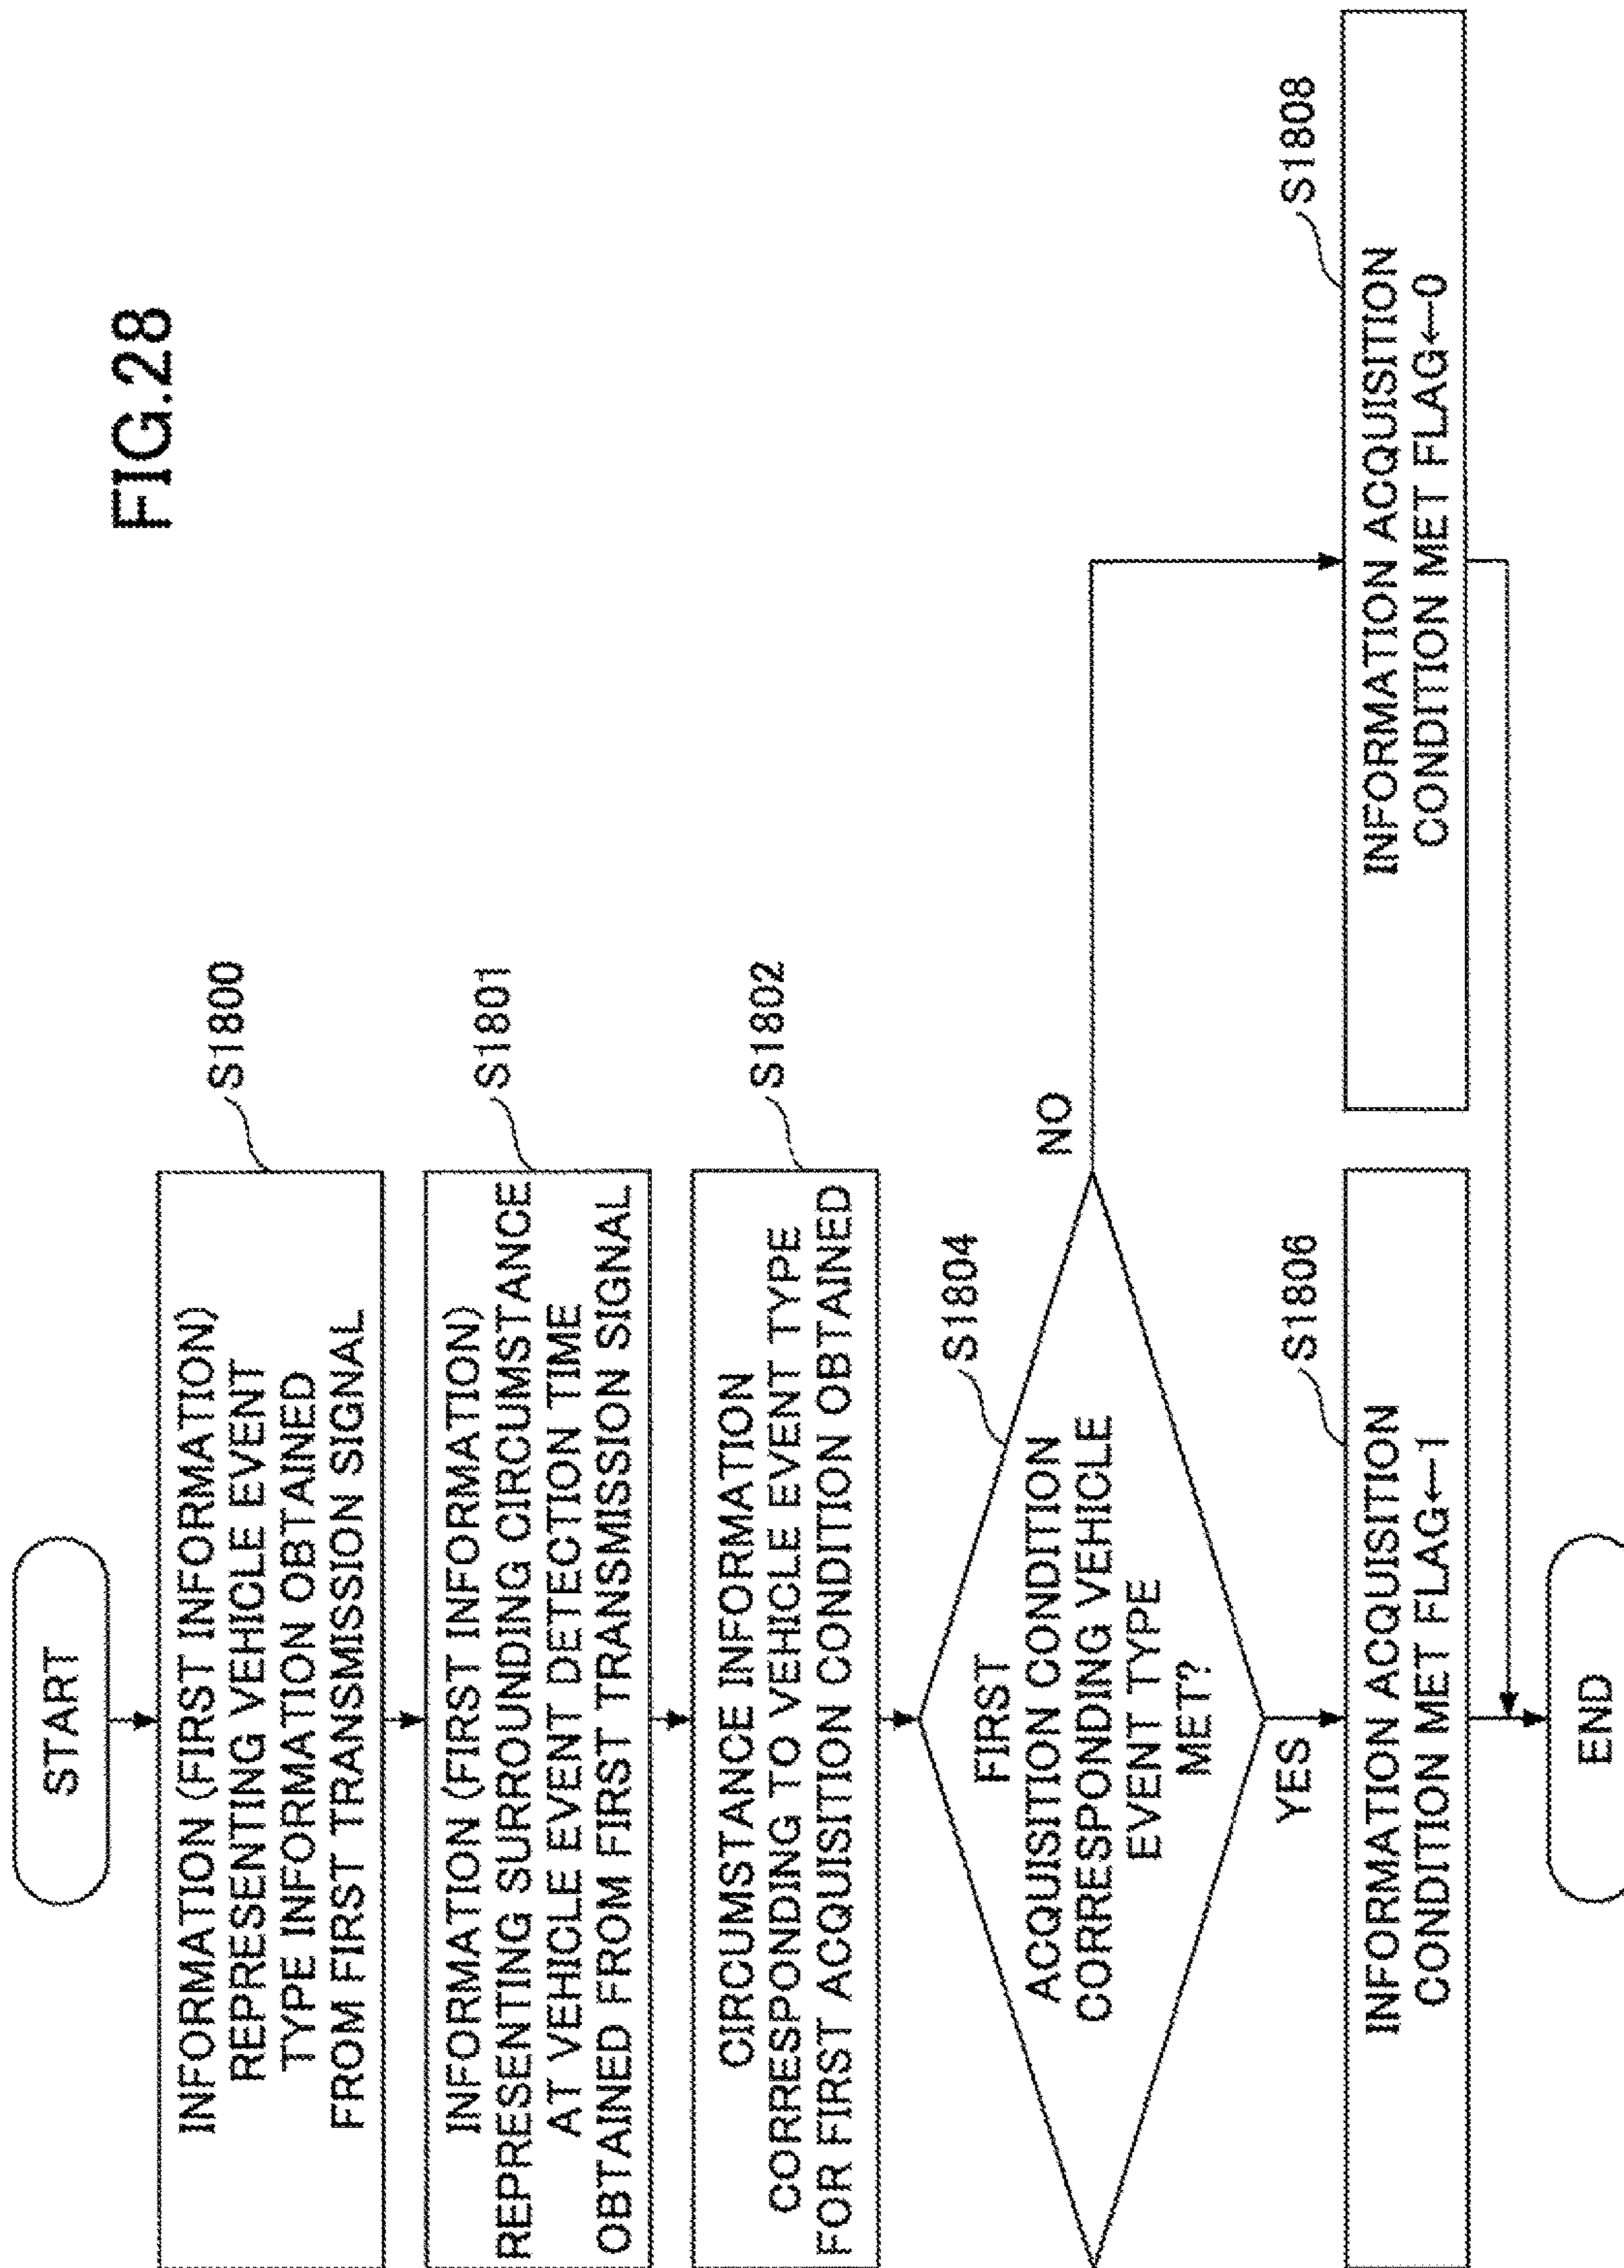 FIG.28
START
INFORMATION (FIRST INFORMATION)
REPRESENTING VEHICLE EVENT
TYPE INFORMATION OBTAINED
FROM FIRST TRANSMISSION SIGNAL
S1800
INFORMATION (FIRST INFORMATION)
REPRESENTING SURROUNDING CIRCUMSTANCE
AT VEHICLE EVENT DETECTION TIME
OBTAINED FROM FIRST TRANSMISSION SIGNAL
S1801
CIRCUMSTANCE INFORMATION
CORRESPONDING TO VEHICLE EVENT TYPE
FOR FIRST ACQUISITION CONDITION OBTAINED
S1802
FIRST
ACQUISITION CONDITION
CORRESPONDING VEHICLE
EVENT TYPE
MET?
S1804
NO
YES
INFORMATION ACQUISITION
CONDITION MET FLAG←1
S1806
INFORMATION ACQUISITION
CONDITION MET FLAG←0
S1808
END